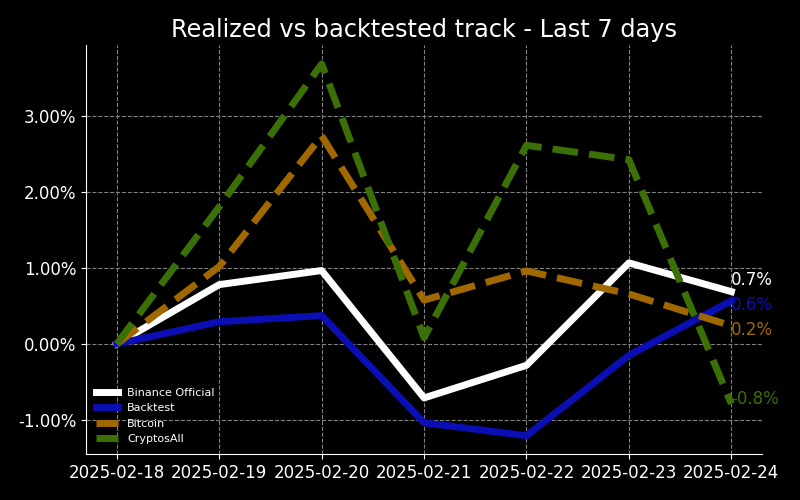 Realized vs backtested track - Last 7 days
3.00%
2.00%
1.00%
0.00%
-1.00%
0.7%
0.6%
0.2%
-0.8%
Binance Official
Backtest
Bitcoin
CryptosAll
2025-02-18 2025-02-19 2025-02-20 2025-02-21 2025-02-22 2025-02-23 2025-02-24